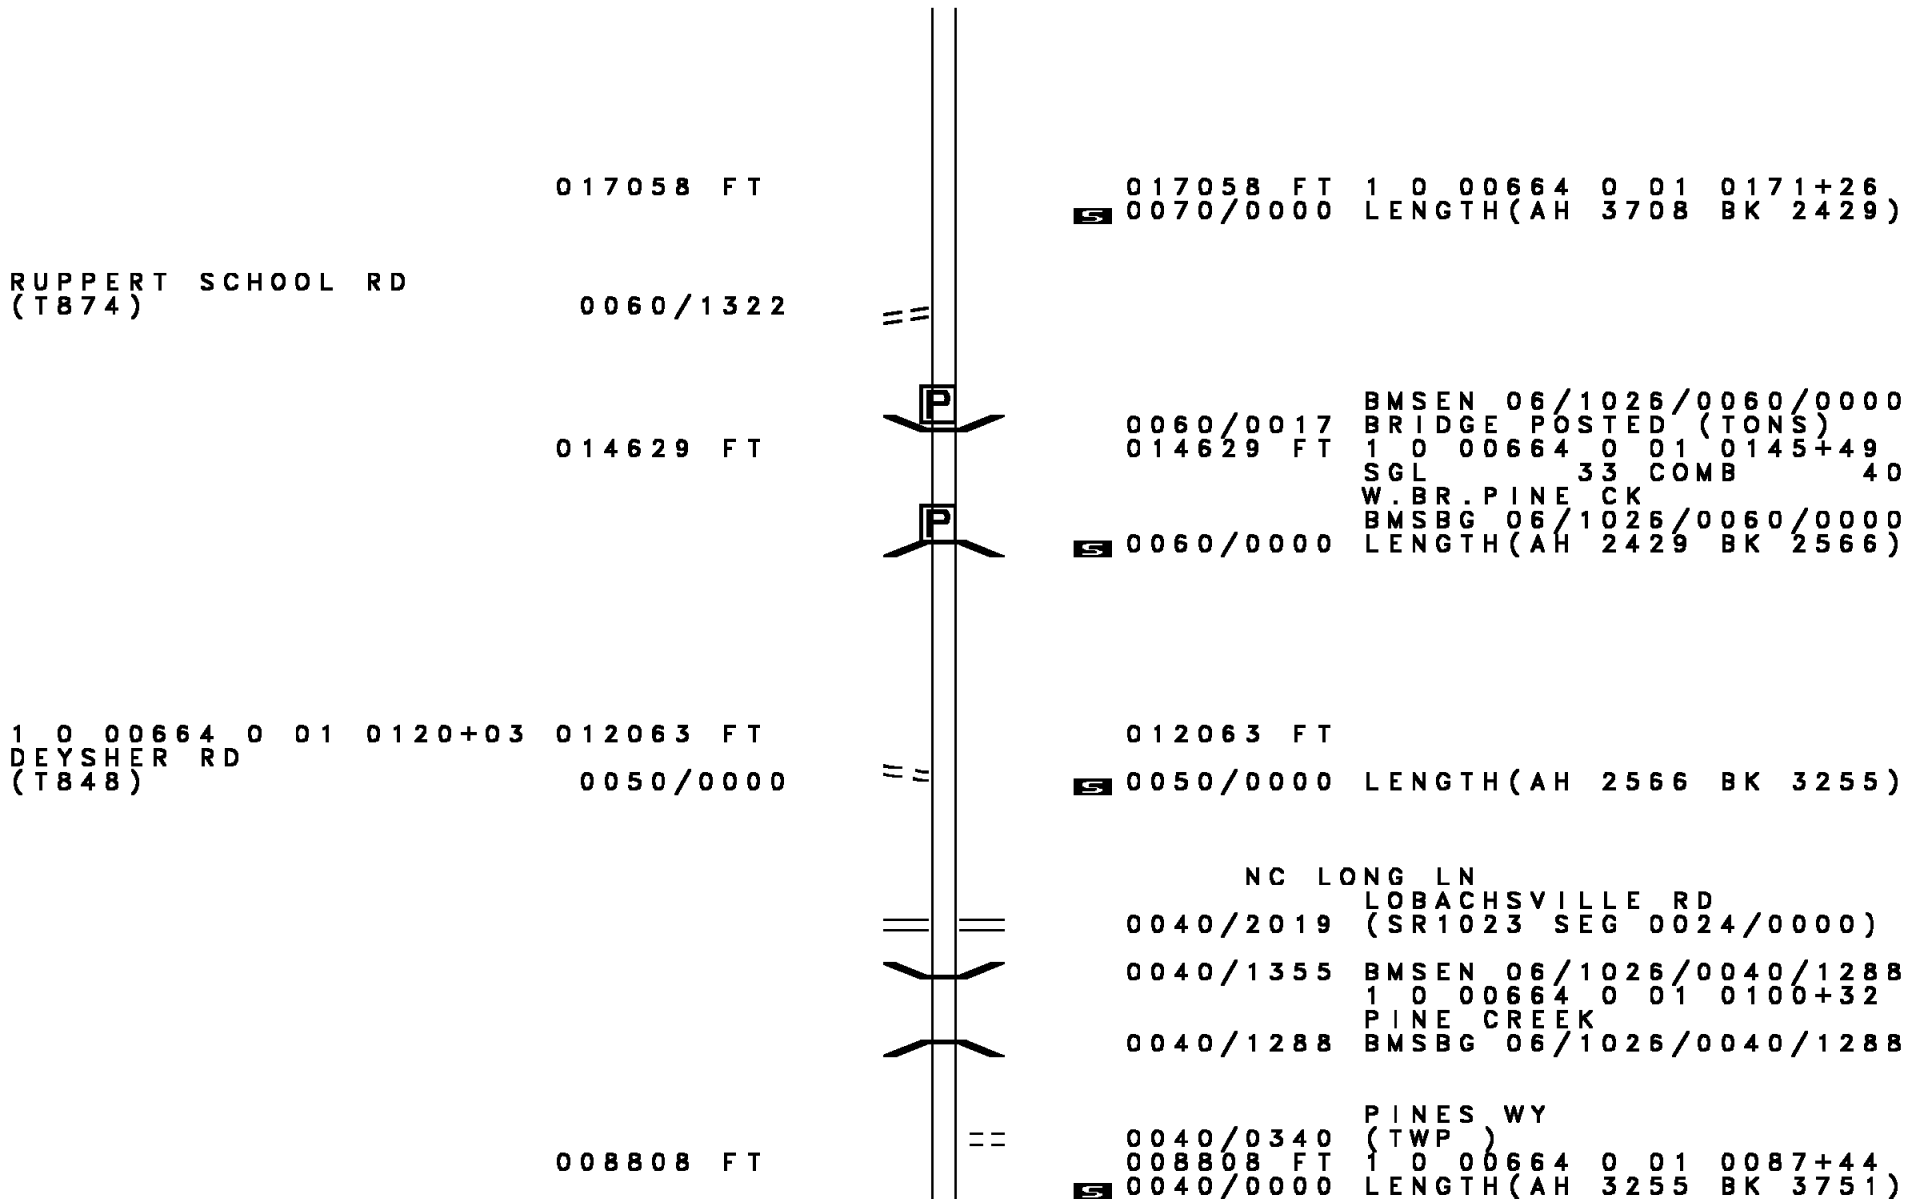 017058 FT 017058 FT 1 0 00664 0 01 0171+26
S 0070/0000 LENGTH(AH 3708 BK 2429)
RUPPERT SCHOOL RD
(T874) 0060/1322
P BMSEN 06/1026/0060/0000
0060/0017 BRIDGE POSTED (TONS)
014629 FT 014629 FT 1 0 00664 0 01 0145+49
SGL 33 COMB 40
W.BR.PINE CK
P BMSBG 06/1026/0060/0000
S 0060/0000 LENGTH(AH 2429 BK 2566)
1 0 00664 0 01 0120+03 012063 FT 012063 FT
DEYSHER RD
(T848) 0050/0000 S 0050/0000 LENGTH(AH 2566 BK 3255)
NC LONG LN
LOBACHSVILLE RD
0040/2019 (SR1023 SEG 0024/0000)
0040/1355 BMSEN 06/1026/0040/1288
1 0 00664 0 01 0100+32
PINE CREEK
0040/1288 BMSBG 06/1026/0040/1288
PINES WY
0040/0340 (TWP )
008808 FT 008808 FT 1 0 00664 0 01 0087+44
S 0040/0000 LENGTH(AH 3255 BK 3751)